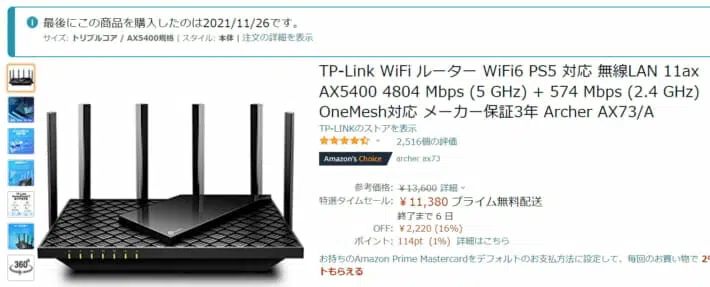 最後にこの商品を購入したのは2021/11/26です。
サイズ: トリプルコア / AX5400規格 | スタイル: 本体 | 注文の詳細を表示
TP-Link WiFi ルーター WiFi6 PS5 対応 無線LAN 11ax
AX5400 4804 Mbps (5 GHz) + 574 Mbps (2.4 GHz)
OneMesh対応 メーカー保証3年 Archer AX73/A
TP-LINKのストアを表示
2,516個の評価
Amazon's Choice archer ax73
参考価格: ￥13,600 詳細
特選タイムセール: ￥11,380 プライム無料配送
終了まで 6 日
OFF: ￥2,220 (16%)
ポイント: 114pt (1%) 詳細はこちら
お持ちのAmazon Prime Mastercardをデフォルトのお支払方法に設定して、毎回のお買い物で 2
トもらえる
360°